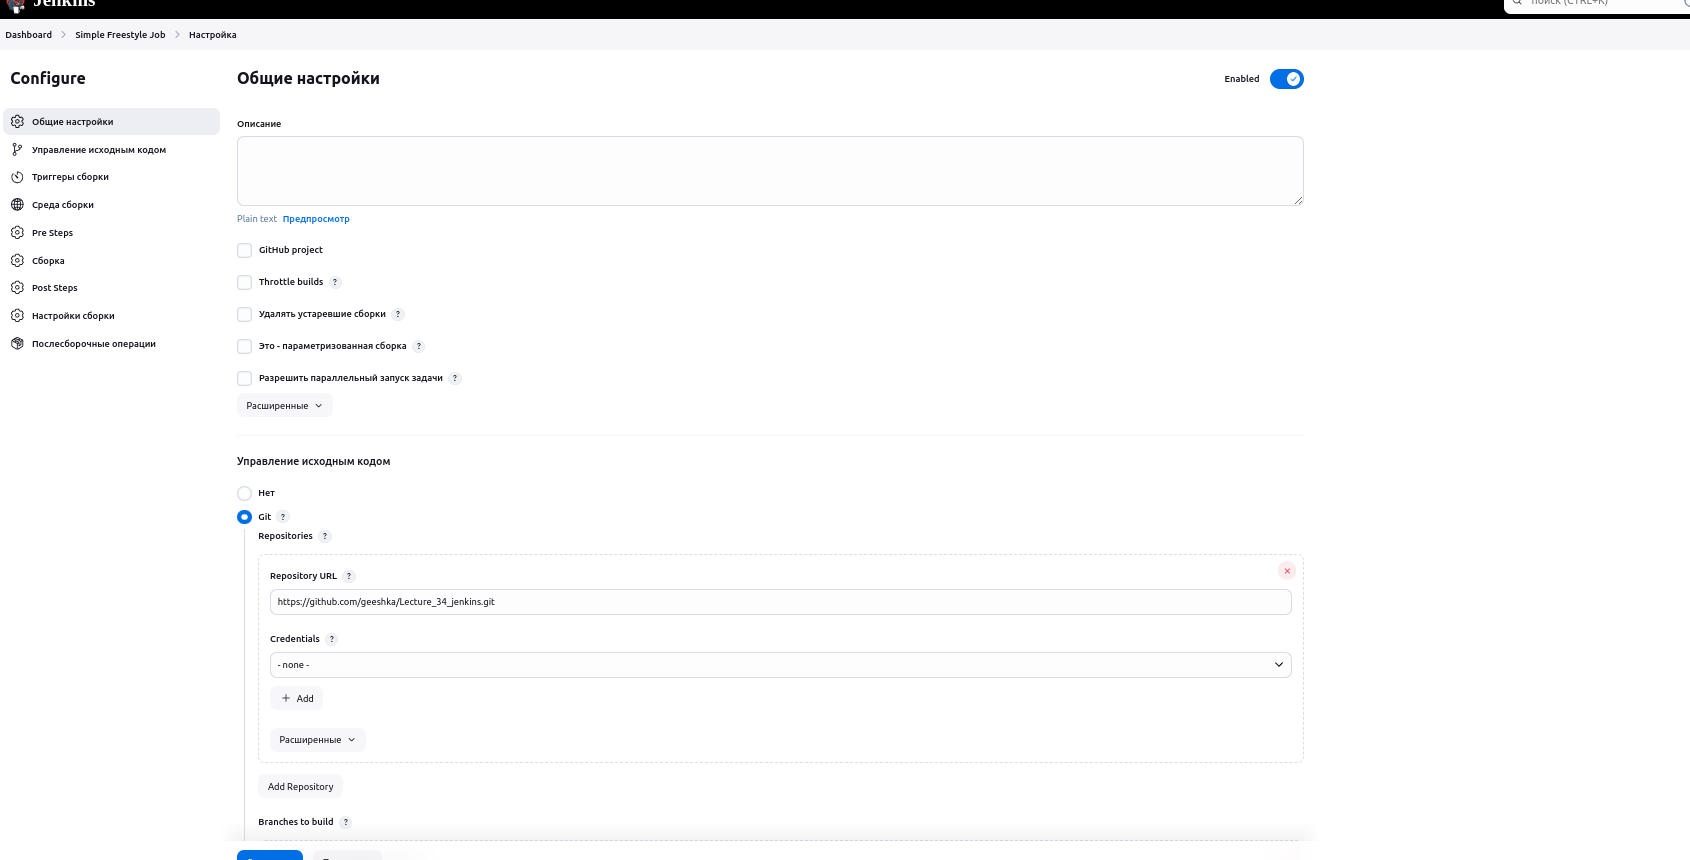 Jenkins
Поиск (CTRL+K)
Dashboard > Simple Freestyle Job > Настройка
Configure
Общие настройки
Управление исходным кодом
Триггеры сборки
Среда сборки
Pre Steps
Сборка
Post Steps
Настройки сборки
Послесборочные операции
Общие настройки
Enabled
Описание
Plain text Предпросмотр
GitHub project
Throttle builds ?
Удалять устаревшие сборки ?
Это - параметризованная сборка ?
Разрешить параллельный запуск задачи ?
Расширенные
Управление исходным кодом
Нет
Git ?
Repositories ?
Repository URL ?
https://github.com/geeshka/Lecture_34_jenkins.git
Credentials ?
- none -
+ Add
Расширенные
Add Repository
Branches to build ?